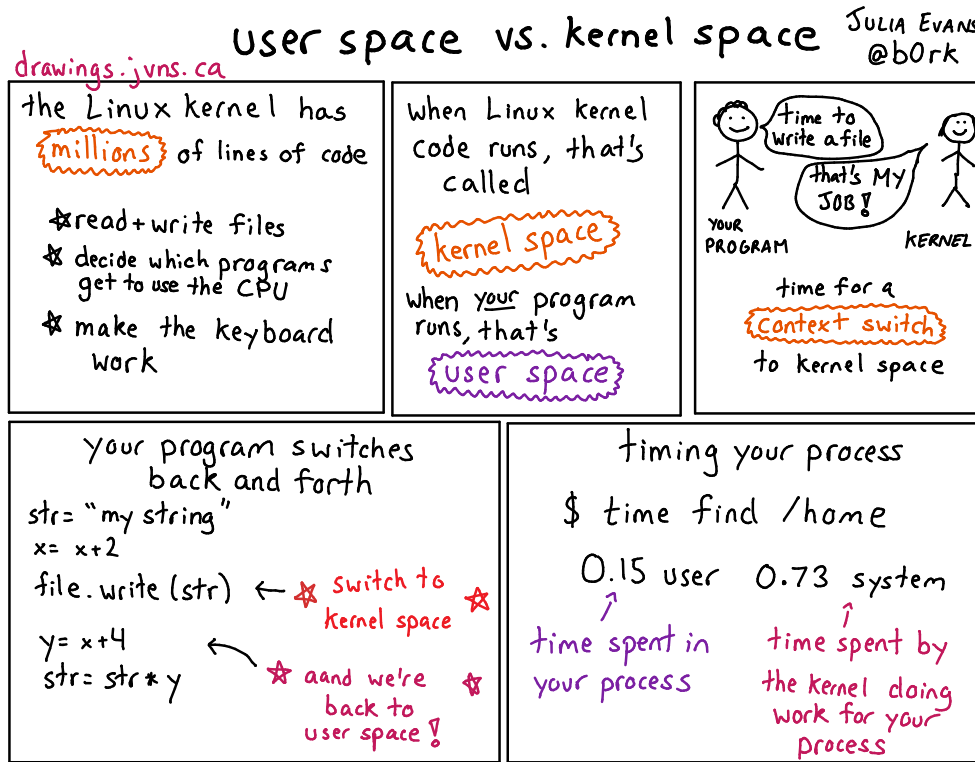 user space vs. kernel space
JULIA EVANS
@b0rk
drawings.jvns.ca
the Linux kernel has
millions of lines of code
☆ read + write files
☆ decide which programs
get to use the CPU
☆ make the keyboard
work
when Linux kernel
code runs, that's
called
kernel space
when your program
runs, that's
user space
time to
write a file
that's MY
JOB!
YOUR
PROGRAM
KERNEL
time for a
context switch
to kernel space
your program switches
back and forth
str= "my string"
x= x+2
file.write(str) ← ☆ switch to ☆
kernel space
y= x+4
str= str * y
☆ aand we're ☆
back to
user space!
timing your process
$ time find /home
0.15 user 0.73 system
time spent in
your process
time spent by
the kernel doing
work for your
process